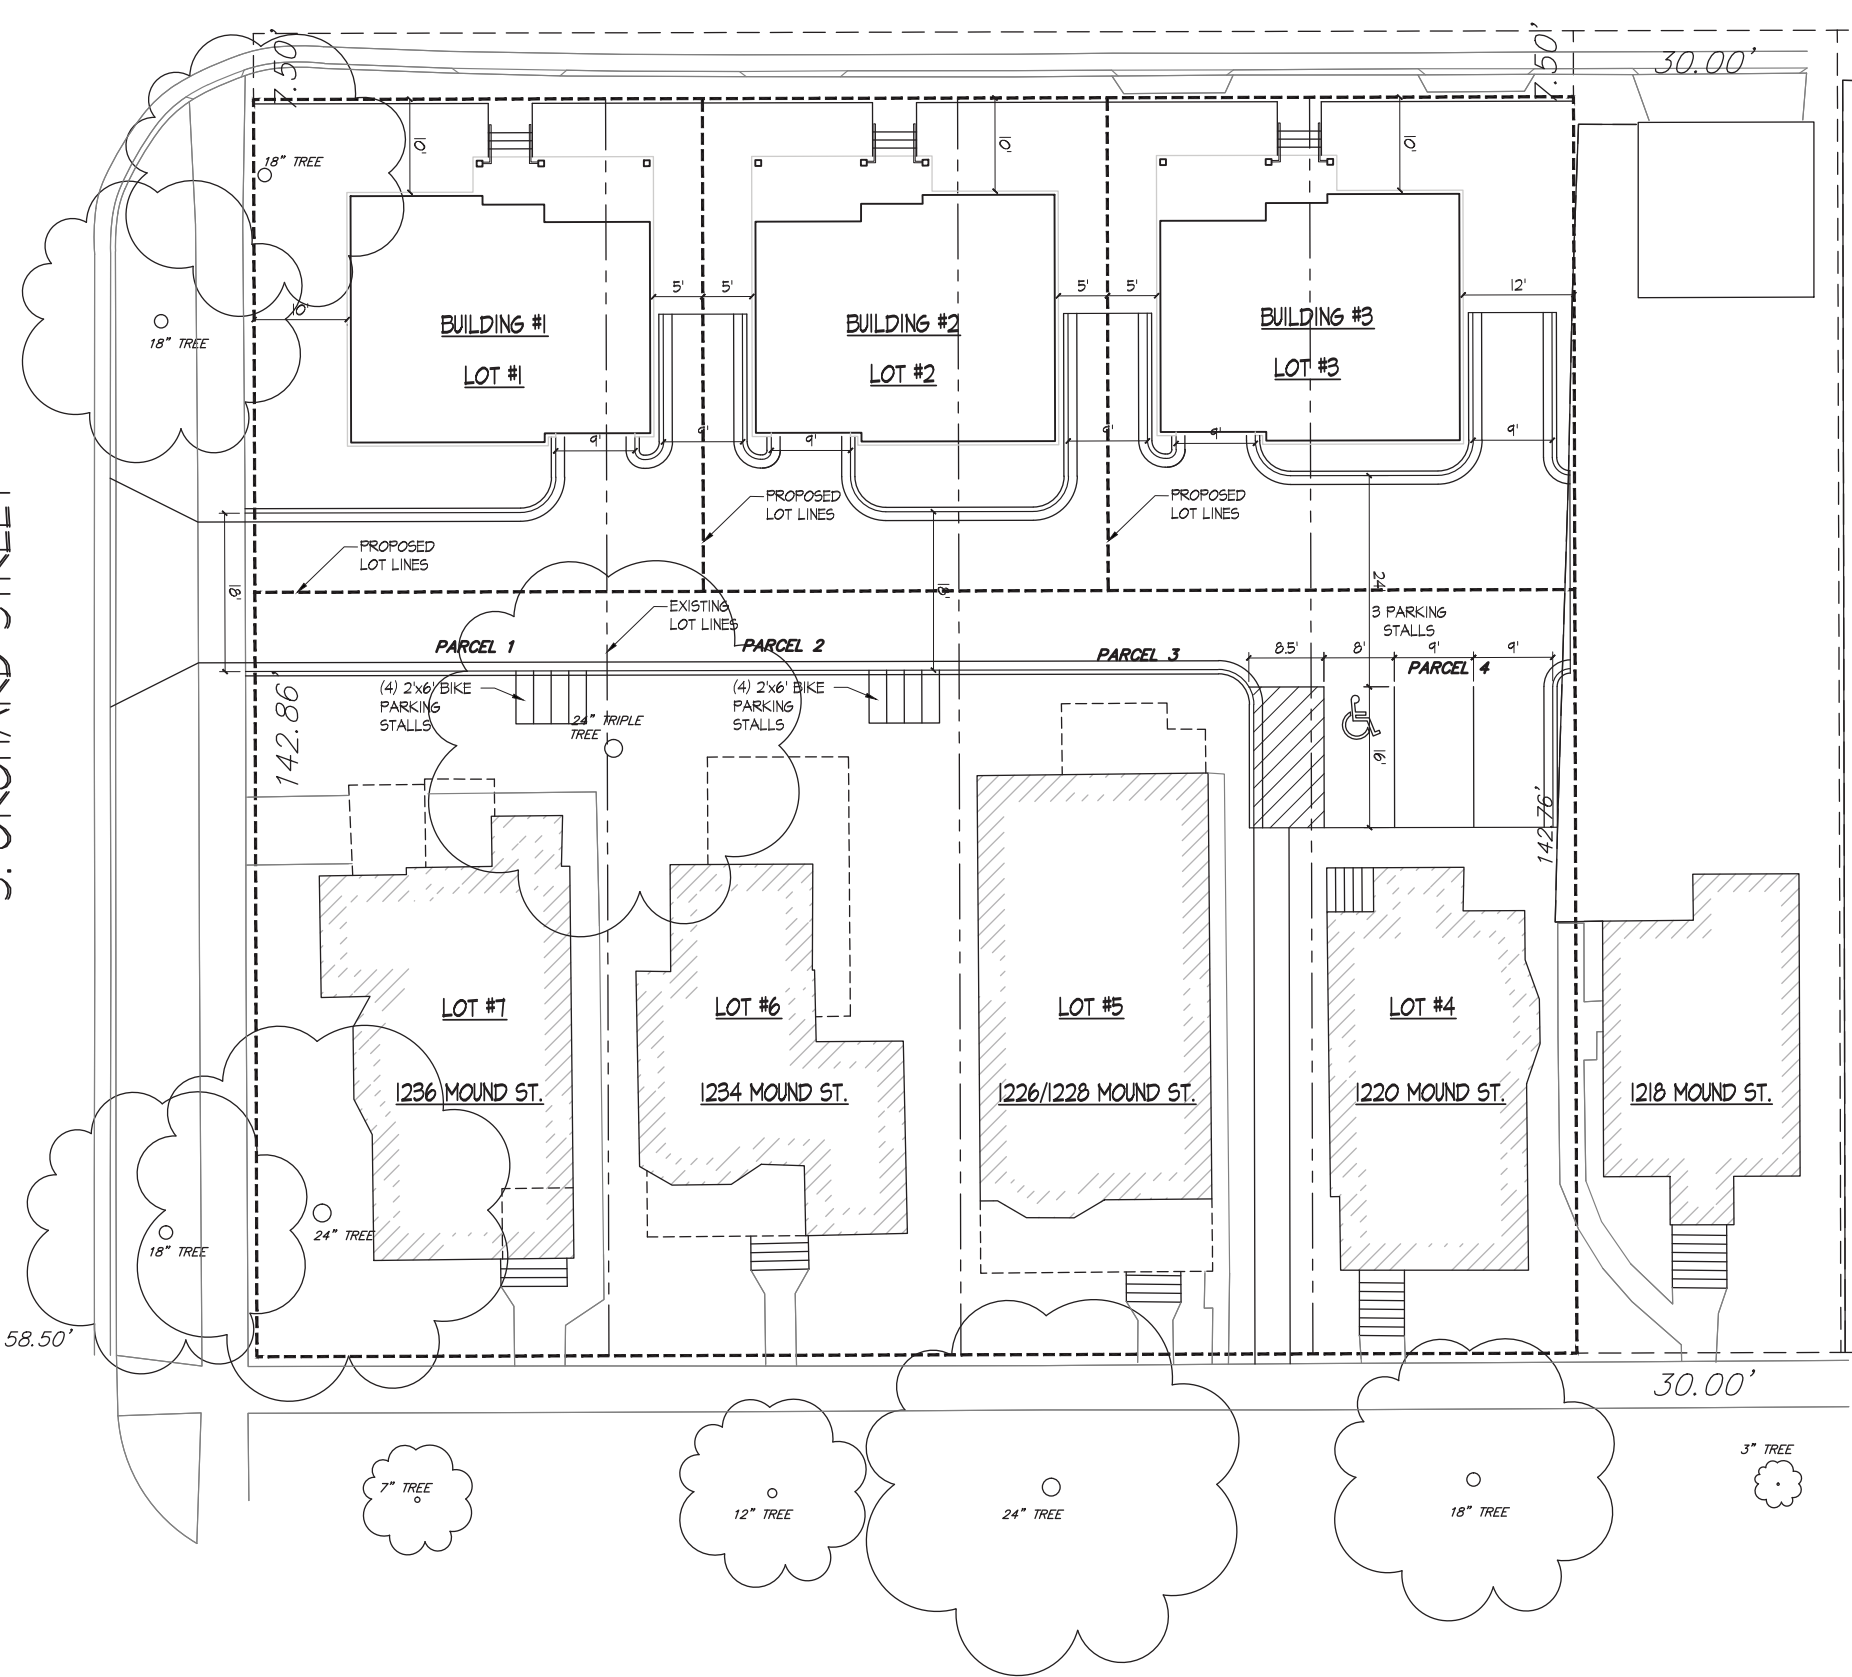 7.50'
7.50'
30.00'
10'
10'
10'
18" TREE
5'
5'
5'
5'
12'
10'
18" TREE
BUILDING #1
LOT #1
BUILDING #2
LOT #2
BUILDING #3
LOT #3
9'
9'
9'
9'
9'
9'
PROPOSED
LOT LINES
PROPOSED
LOT LINES
PROPOSED
LOT LINES
18'
18'
24'
EXISTING
LOT LINES
3 PARKING
STALLS
PARCEL 1
PARCEL 2
PARCEL 3
8.5'
8'
9'
9'
PARCEL 4
(4) 2'x6' BIKE
PARKING
STALLS
(4) 2'x6' BIKE
PARKING
STALLS
24" TRIPLE
TREE
142.86
16'
142.76'
LOT #7
LOT #6
LOT #5
LOT #4
1236 MOUND ST.
1234 MOUND ST.
1226/1228 MOUND ST.
1220 MOUND ST.
1218 MOUND ST.
24" TREE
18" TREE
58.50'
30.00'
7" TREE
12" TREE
24" TREE
18" TREE
3" TREE